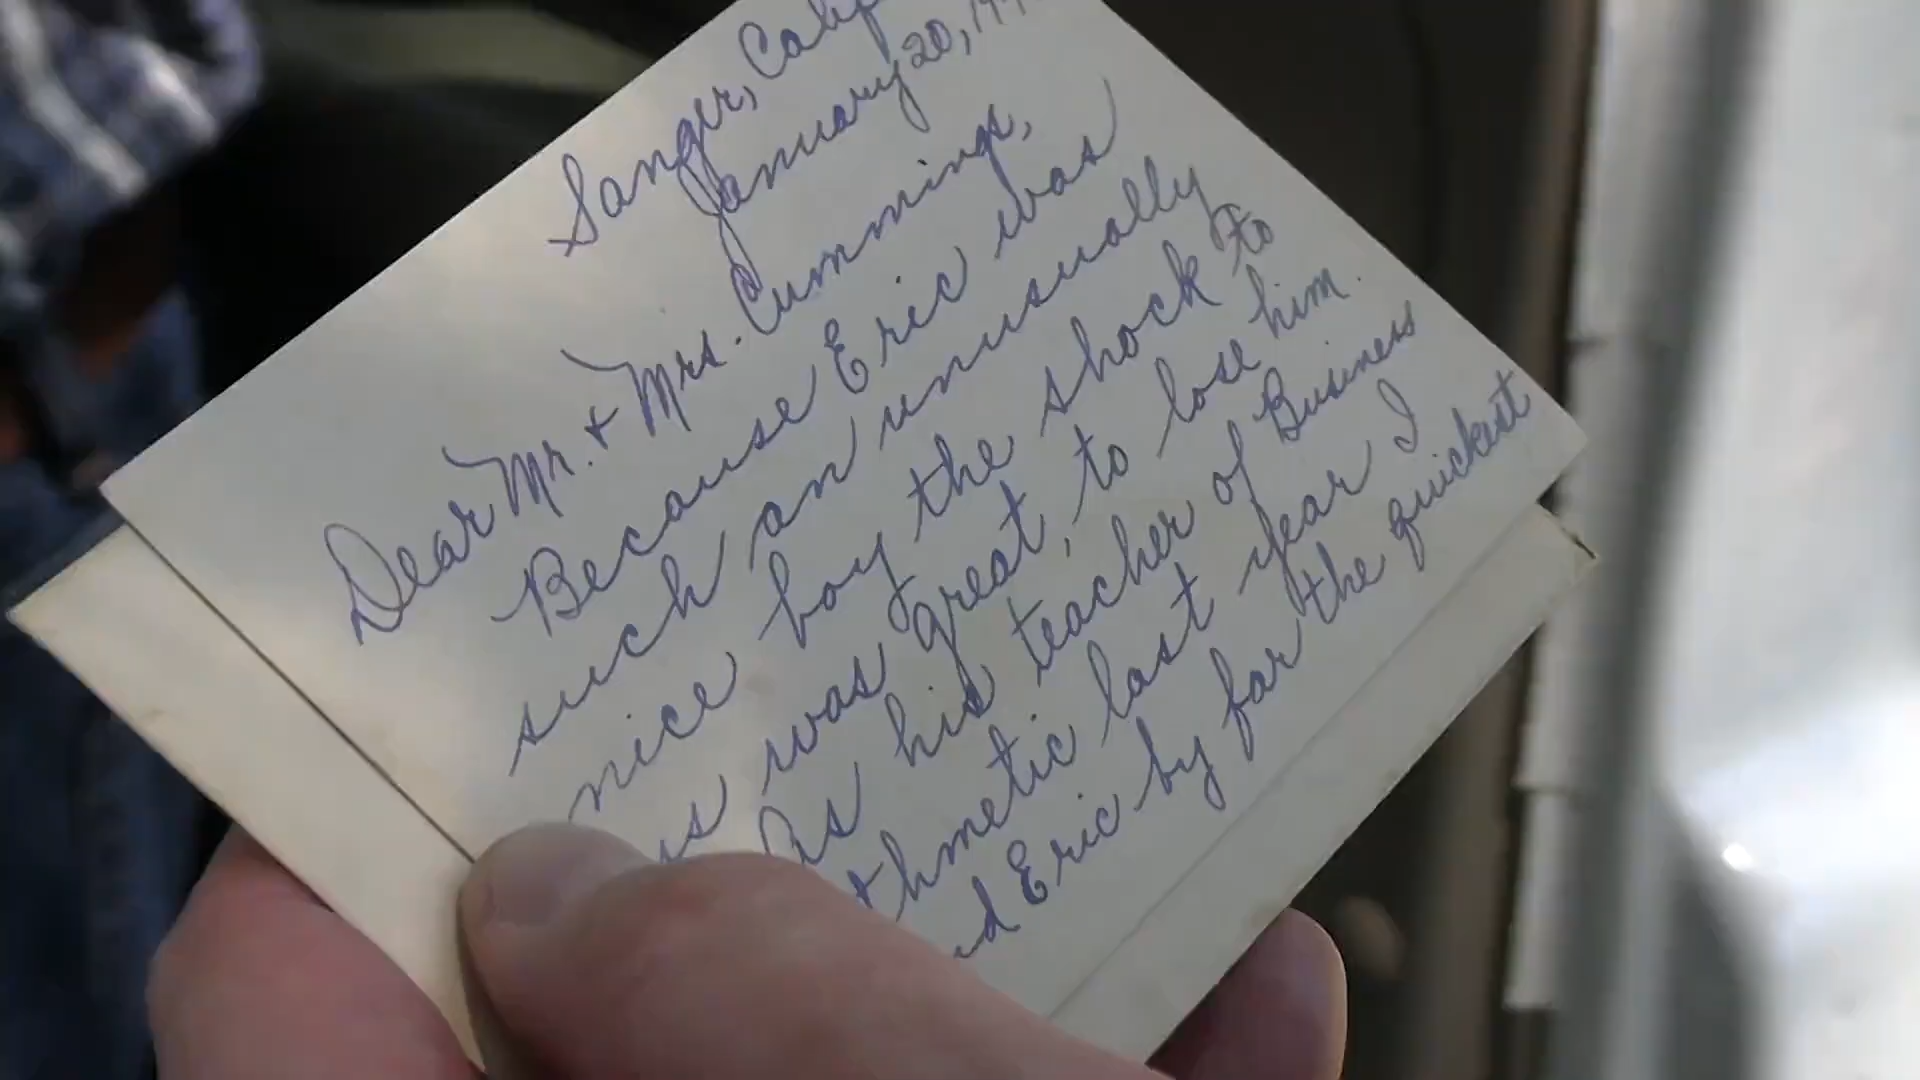 Sanger, Calif
January 20, 19
Dear Mr. & Mrs. Cummings,
Because Eric was
such an unusually
nice boy the shock to
us was great, to lose him.
As his teacher of Business
thmetic last year I
Eric by far the quickest